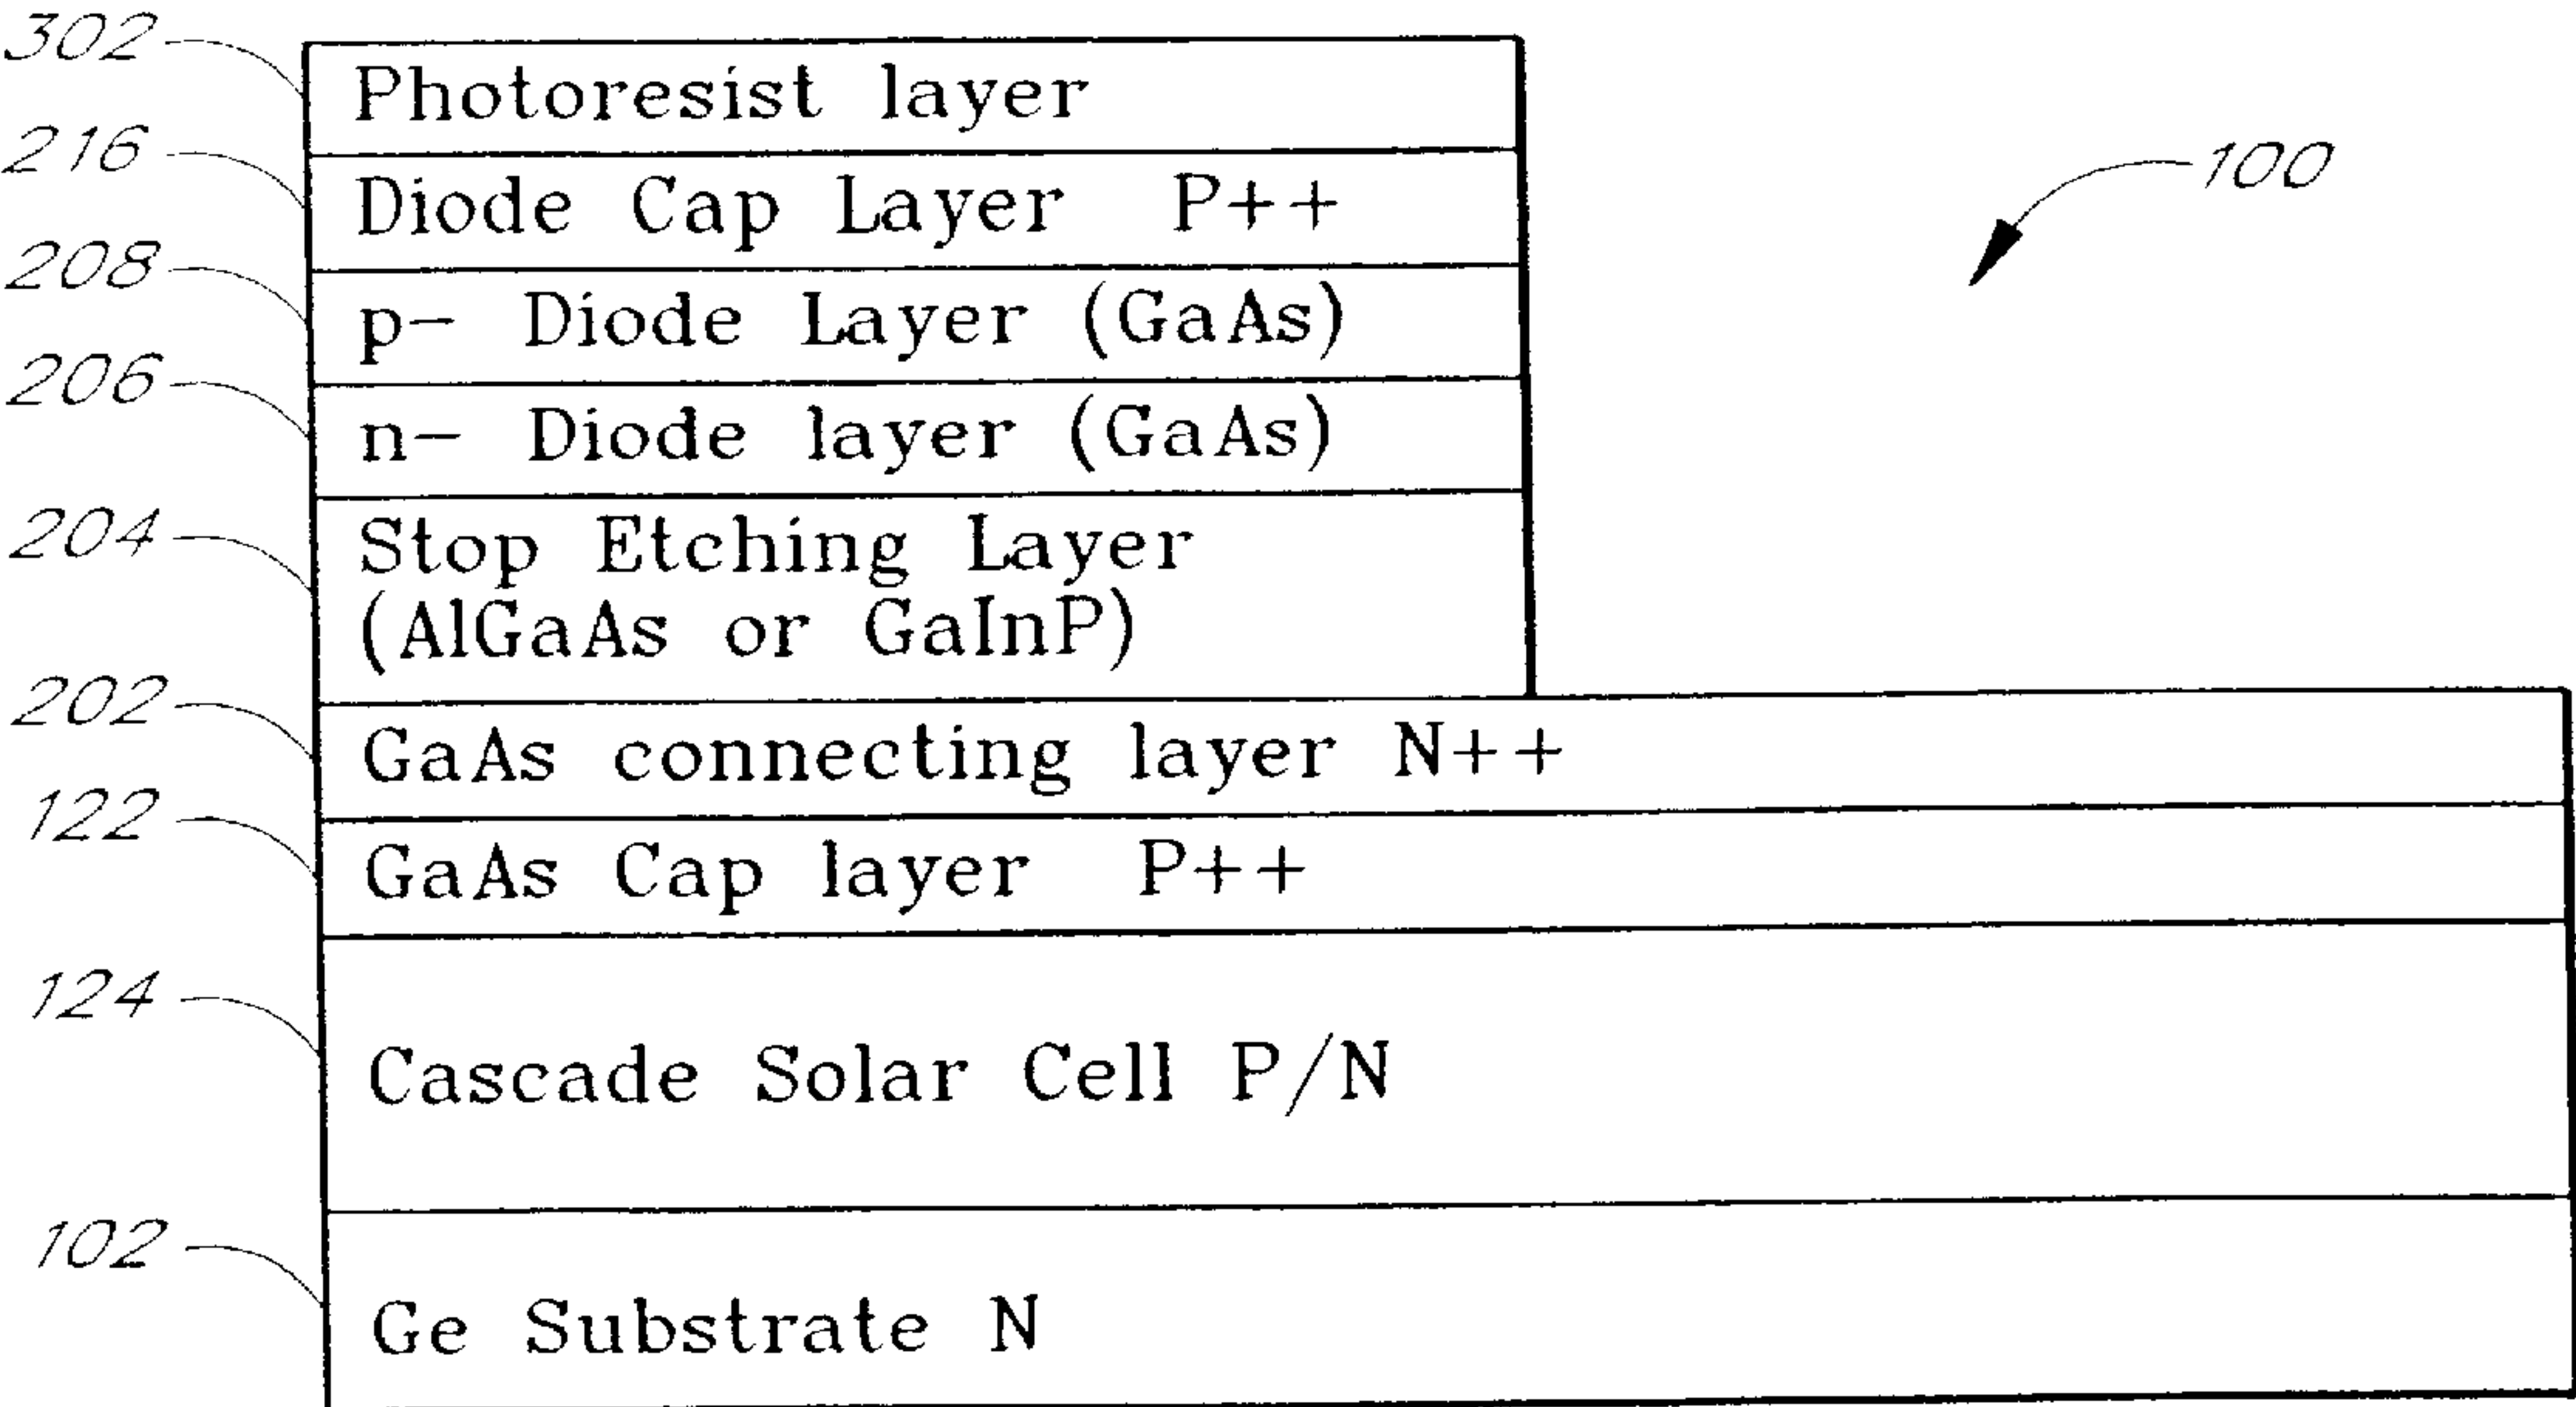 302
Photoresist layer
216
Diode Cap Layer P++
100
208
p- Diode Layer (GaAs)
206
n- Diode layer (GaAs)
204
Stop Etching Layer
(AlGaAs or GaInP)
202
GaAs connecting layer N++
122
GaAs Cap layer P++
124
Cascade Solar Cell P/N
102
Ge Substrate N